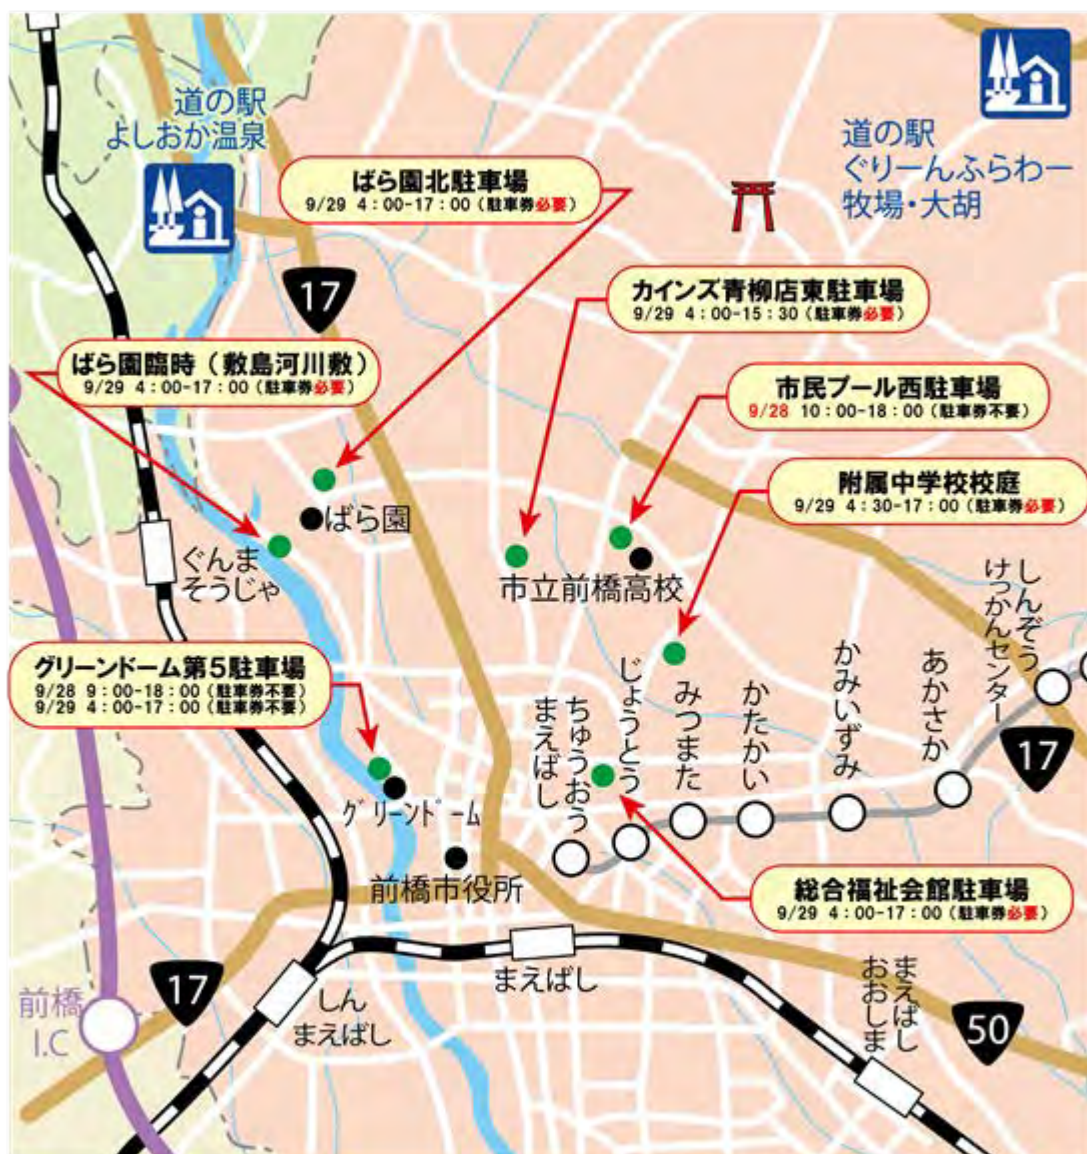 道の駅
よしおか温泉
道の駅
ぐりーんふらわー
牧場・大胡
ばら園北駐車場
9/29 4:00-17:00(駐車券必要)
17
カインズ青柳店東駐車場
9/29 4:00-15:30(駐車券必要)
ばら園臨時(敷島河川敷)
9/29 4:00-17:00(駐車券必要)
市民プール西駐車場
9/28 10:00-18:00(駐車券不要)
附属中学校校庭
9/29 4:30-17:00(駐車券必要)
ばら園
ぐんま
そうじゃ
市立前橋高校
しんぞう
けっかんセンター
グリーンドーム第5駐車場
9/28 9:00-18:00(駐車券不要)
9/29 4:00-17:00(駐車券不要)
ちゅうおう
まえばし
じょうとう
みつまた
かたかい
かみいずみ
あかさか
17
グリーンドーム
前橋市役所
総合福祉会館駐車場
9/29 4:00-17:00(駐車券必要)
まえばし
まえばし
おおしま
17
前橋
I.C
しん
まえばし
50